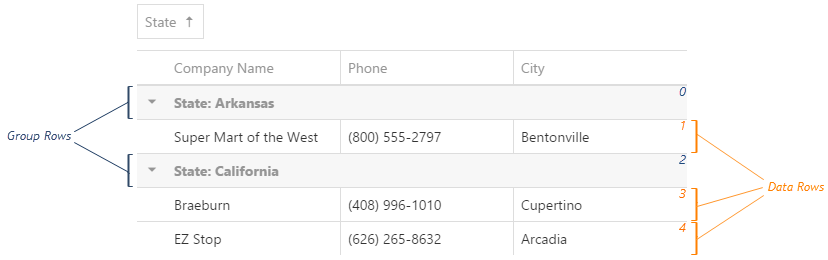 State ↑
Company Name Phone City
0
State: Arkansas
Group Rows
1
Super Mart of the West (800) 555-2797 Bentonville
2
State: California
Data Rows
3
Braeburn (408) 996-1010 Cupertino
4
EZ Stop (626) 265-8632 Arcadia